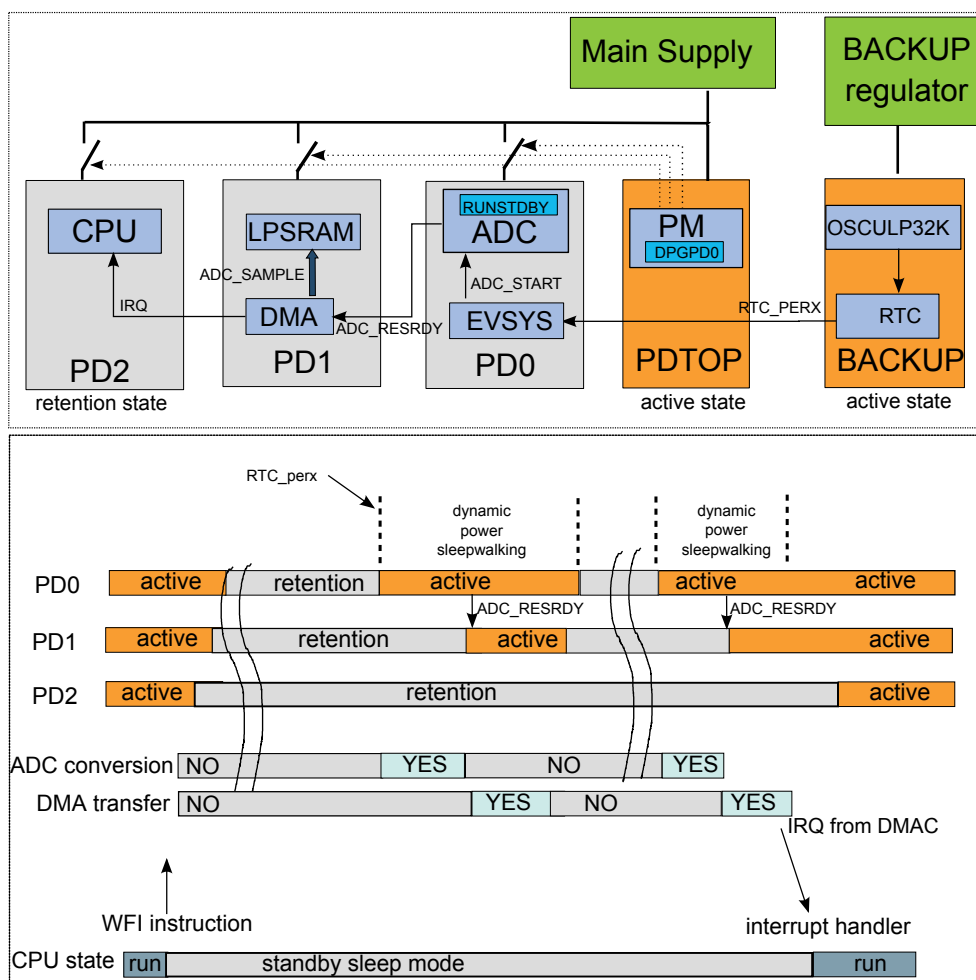 Main Supply
BACKUP
regulator
CPU
LPSRAM
RUNSTDBY
ADC
PM
DPGPD0
OSCULP32K
ADC_SAMPLE
ADC_START
IRQ
DMA
ADC_RESRDY
EVSYS
RTC_PERX
RTC
PD2
PD1
PD0
PDTOP
BACKUP
retention state
active state
active state
RTC_perx
dynamic
power
sleepwalking
dynamic
power
sleepwalking
PD0
active
retention
active
active
active
ADC_RESRDY
ADC_RESRDY
PD1
active
retention
active
active
PD2
active
retention
active
ADC conversion
NO
YES
NO
YES
DMA transfer
NO
YES
NO
YES
IRQ from DMAC
WFI instruction
interrupt handler
CPU state
run
standby sleep mode
run